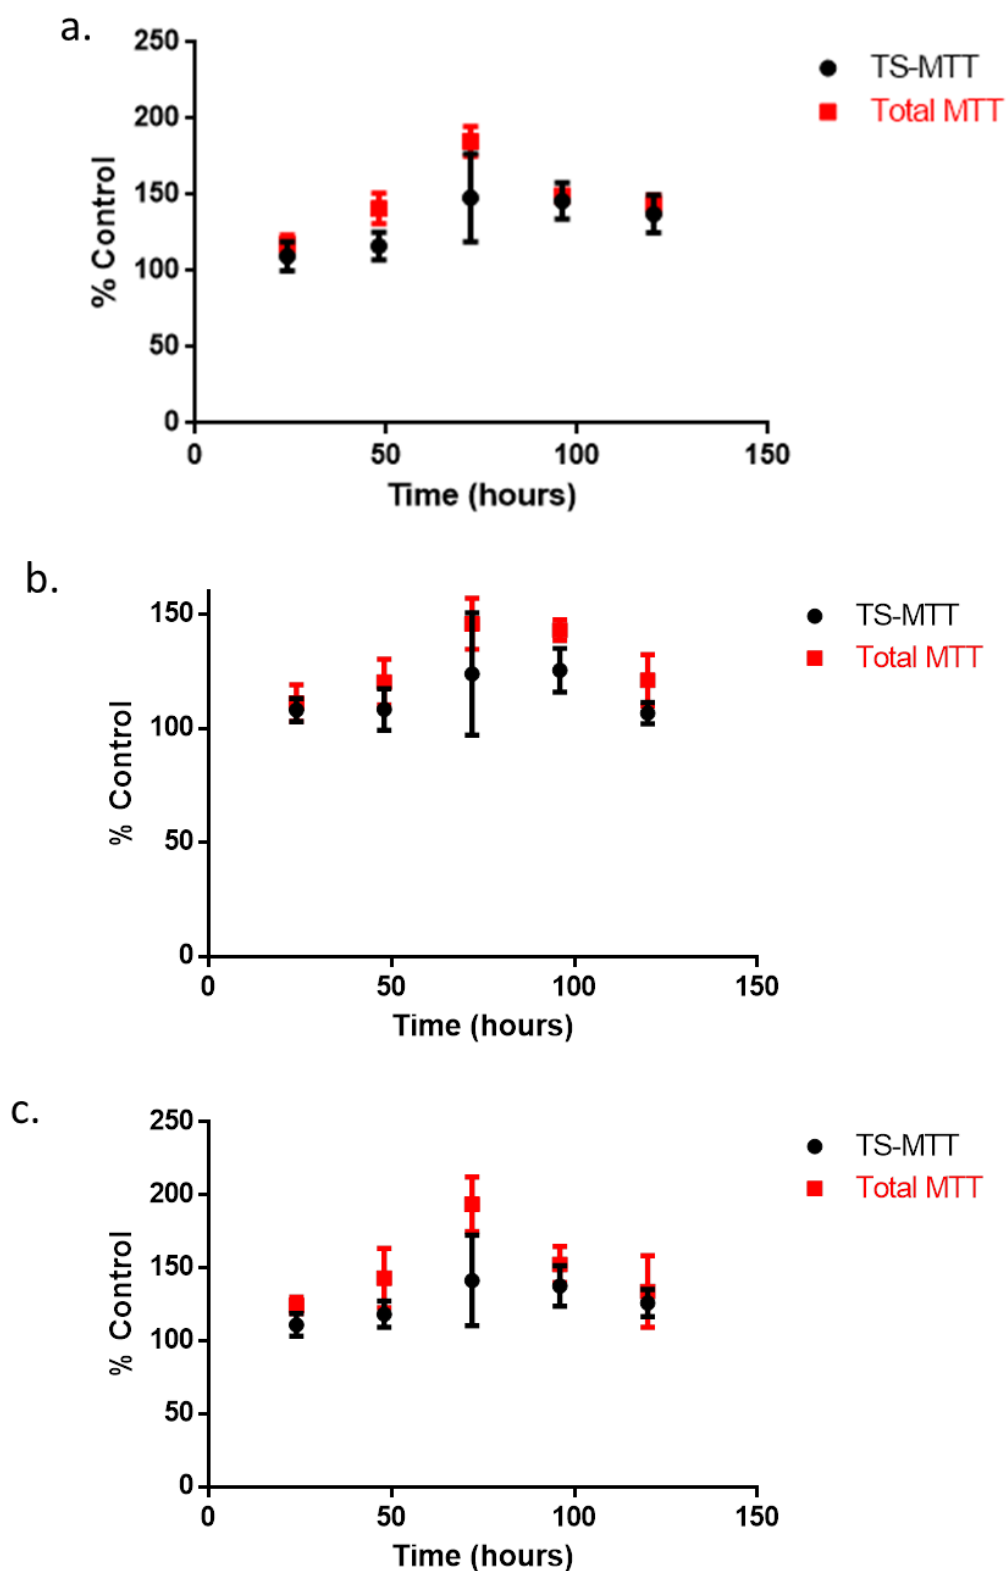 a.
250
200
150
100
50
0
% Control
0 50 100 150
Time (hours)
TS-MTT
Total MTT
b.
150
100
50
0
% Control
0 50 100 150
Time (hours)
TS-MTT
Total MTT
c.
250
200
150
100
50
0
% Control
0 50 100 150
Time (hours)
TS-MTT
Total MTT